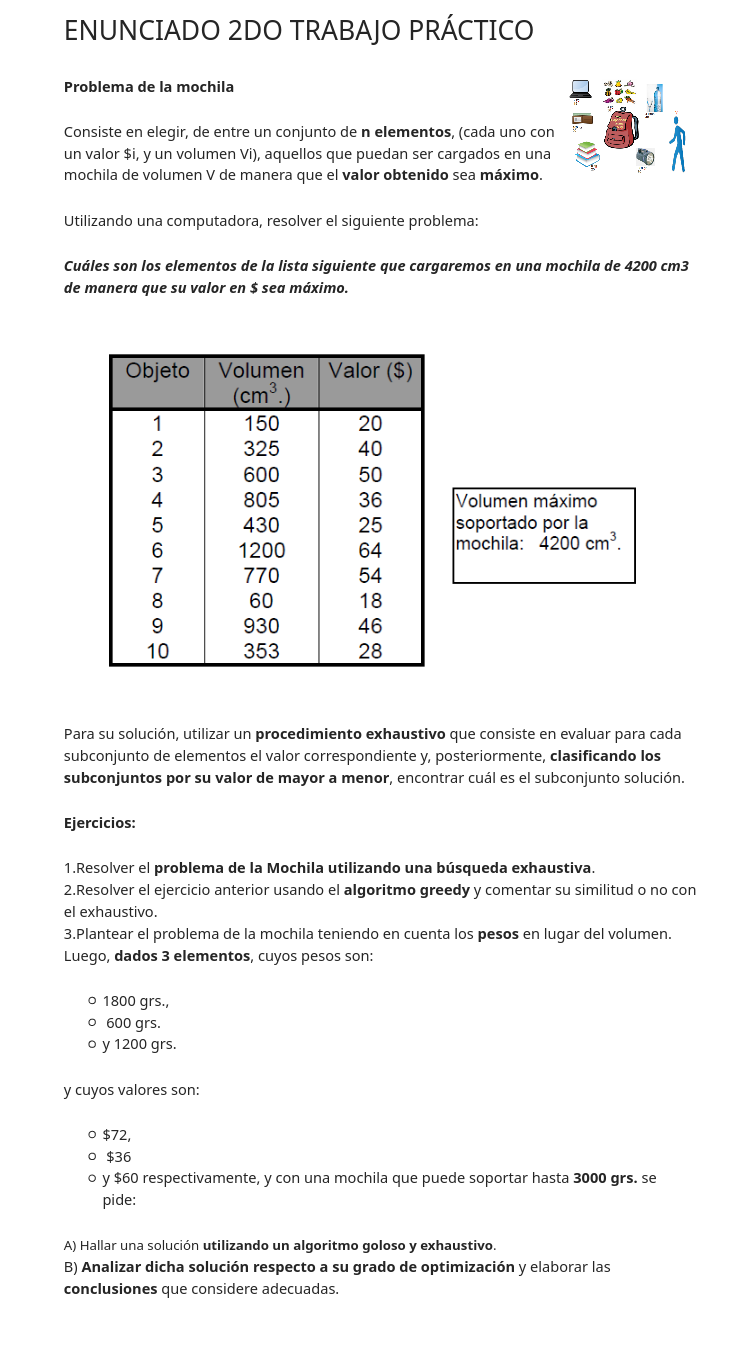 ENUNCIADO 2DO TRABAJO PRÁCTICO
Problema de la mochila
Consiste en elegir, de entre un conjunto de n elementos, (cada uno con
un valor $i, y un volumen Vi), aquellos que puedan ser cargados en una
mochila de volumen V de manera que el valor obtenido sea máximo.
Utilizando una computadora, resolver el siguiente problema:
Cuáles son los elementos de la lista siguiente que cargaremos en una mochila de 4200 cm3
de manera que su valor en $ sea máximo.
Objeto Volumen (cm3.) Valor ($)
1 150 20
2 325 40
3 600 50
4 805 36
5 430 25
6 1200 64
7 770 54
8 60 18
9 930 46
10 353 28
Volumen máximo
soportado por la
mochila: 4200 cm3.
Para su solución, utilizar un procedimiento exhaustivo que consiste en evaluar para cada
subconjunto de elementos el valor correspondiente y, posteriormente, clasificando los
subconjuntos por su valor de mayor a menor, encontrar cuál es el subconjunto solución.
Ejercicios:
1.Resolver el problema de la Mochila utilizando una búsqueda exhaustiva.
2.Resolver el ejercicio anterior usando el algoritmo greedy y comentar su similitud o no con
el exhaustivo.
3.Plantear el problema de la mochila teniendo en cuenta los pesos en lugar del volumen.
Luego, dados 3 elementos, cuyos pesos son:
1800 grs.,
600 grs.
y 1200 grs.
y cuyos valores son:
$72,
$36
y $60 respectivamente, y con una mochila que puede soportar hasta 3000 grs. se
pide:
A) Hallar una solución utilizando un algoritmo goloso y exhaustivo.
B) Analizar dicha solución respecto a su grado de optimización y elaborar las
conclusiones que considere adecuadas.